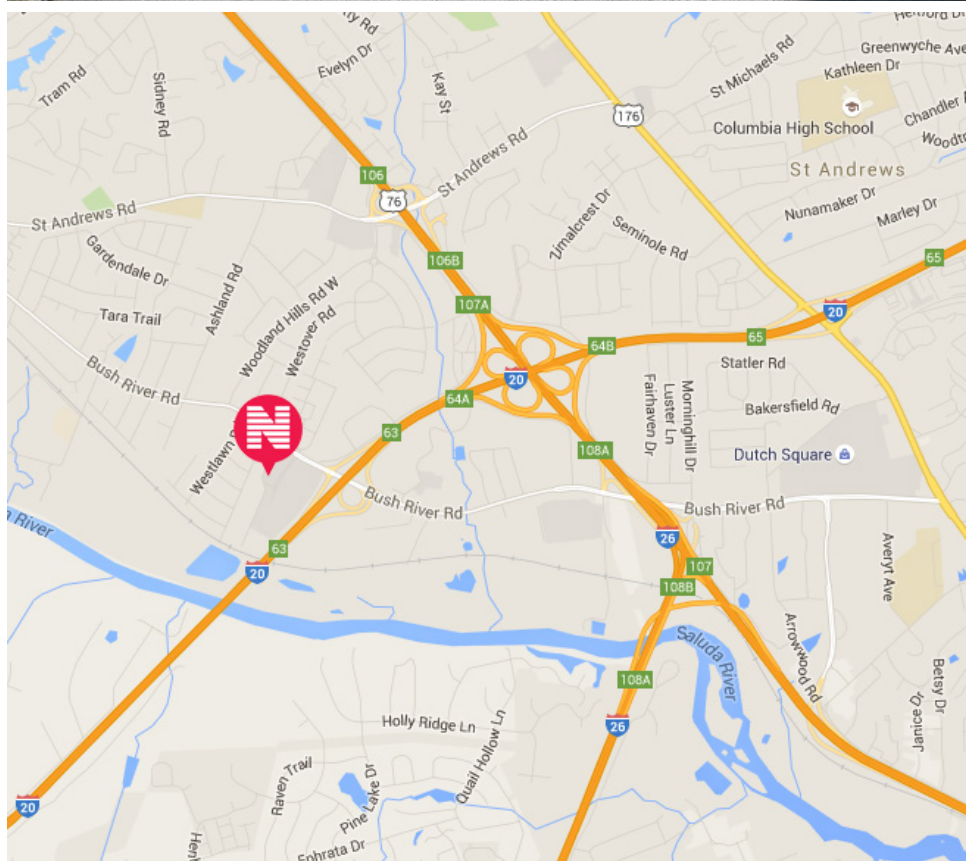 Tram Rd
Sidney Rd
Evelyn Dr
Kay St
St Michaels Rd
Greenwyche Ave
Kathleen Dr
Chandler
176
Columbia High School
St Andrews
106
76
St Andrews Rd
St Andrews Rd
Zimalcrest Dr
Seminole Rd
Nunamaker Dr
Marley Dr
Gardendale Dr
Ashland Rd
Woodland Hills Rd W
Westover Rd
Tara Trail
106B
107A
65
20
65
64B
20
64A
63
Statler Rd
Fairhaven Dr
Luster Ln
Morninghill Dr
Bakersfield Rd
Dutch Square
Bush River Rd
N
Westlawn
108A
Bush River Rd
Bush River Rd
63
20
26
107
108B
Averyt Ave
River
Saluda River
Arrowwood Rd
108A
26
Betsy Dr
Janice Dr
Holly Ridge Ln
Quail Hollow Ln
Raven Trail
Pine Lake Dr
Ephrata Dr
20